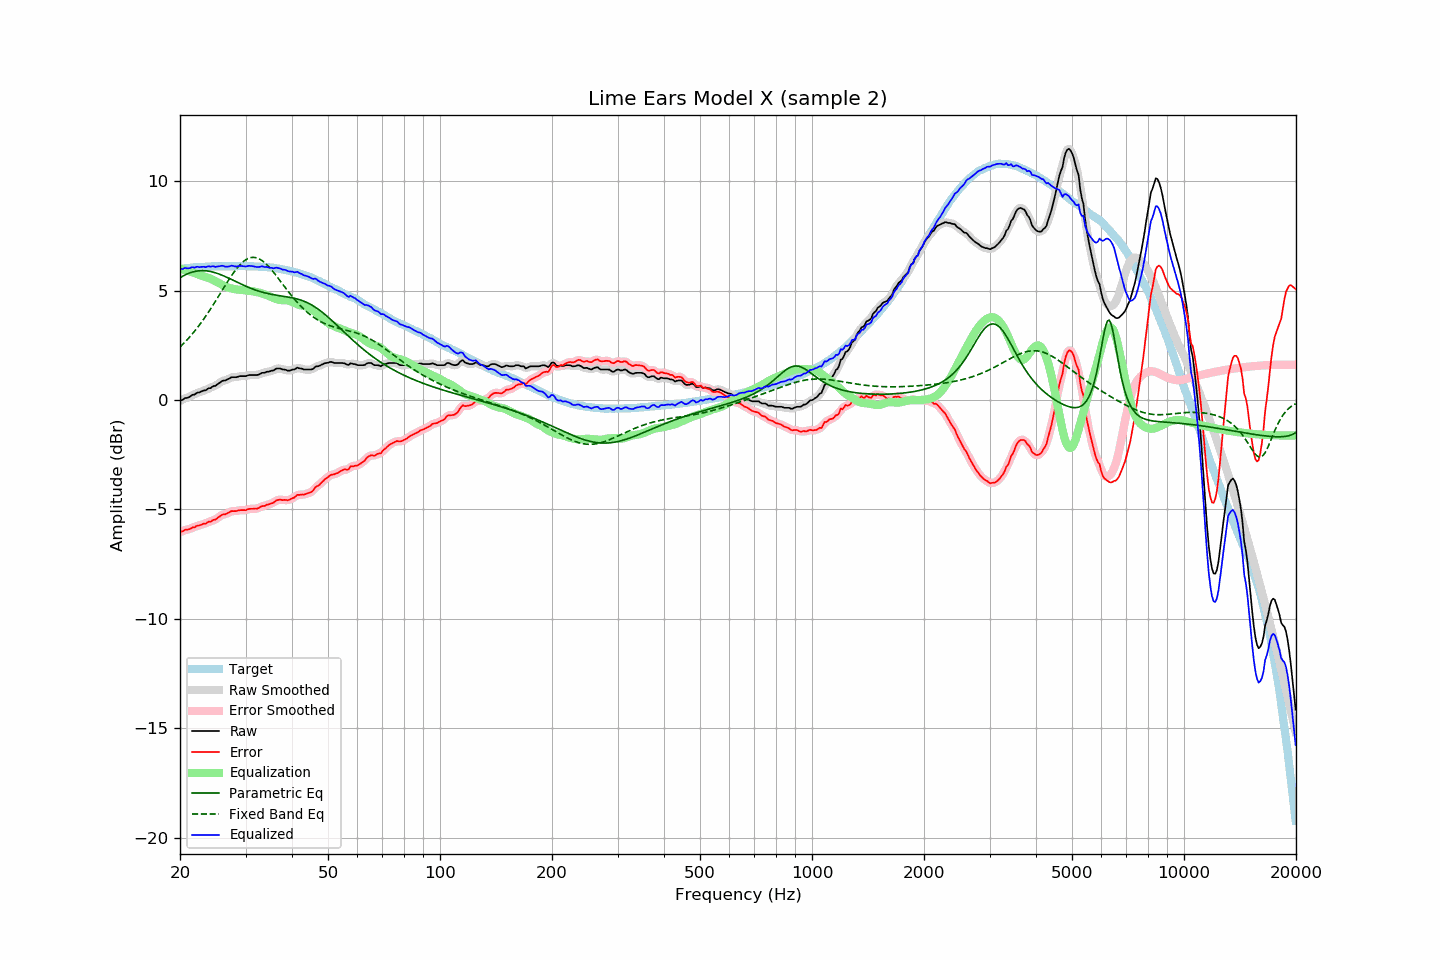 Lime Ears Model X (sample 2)
10
5
0
−5
−10
−15
−20
Amplitude (dBr)
Target
Raw Smoothed
Error Smoothed
Raw
Error
Equalization
Parametric Eq
Fixed Band Eq
Equalized
20 50 100 200 500 1000 2000 5000 10000 20000
Frequency (Hz)